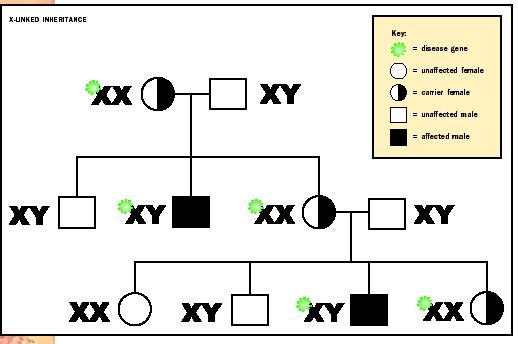 X-LINKED INHERITANCE
Key:
= disease gene
= unaffected female
= carrier female
= unaffected male
= affected male
XX XY
XY XY XX XY
XX XY XY XX